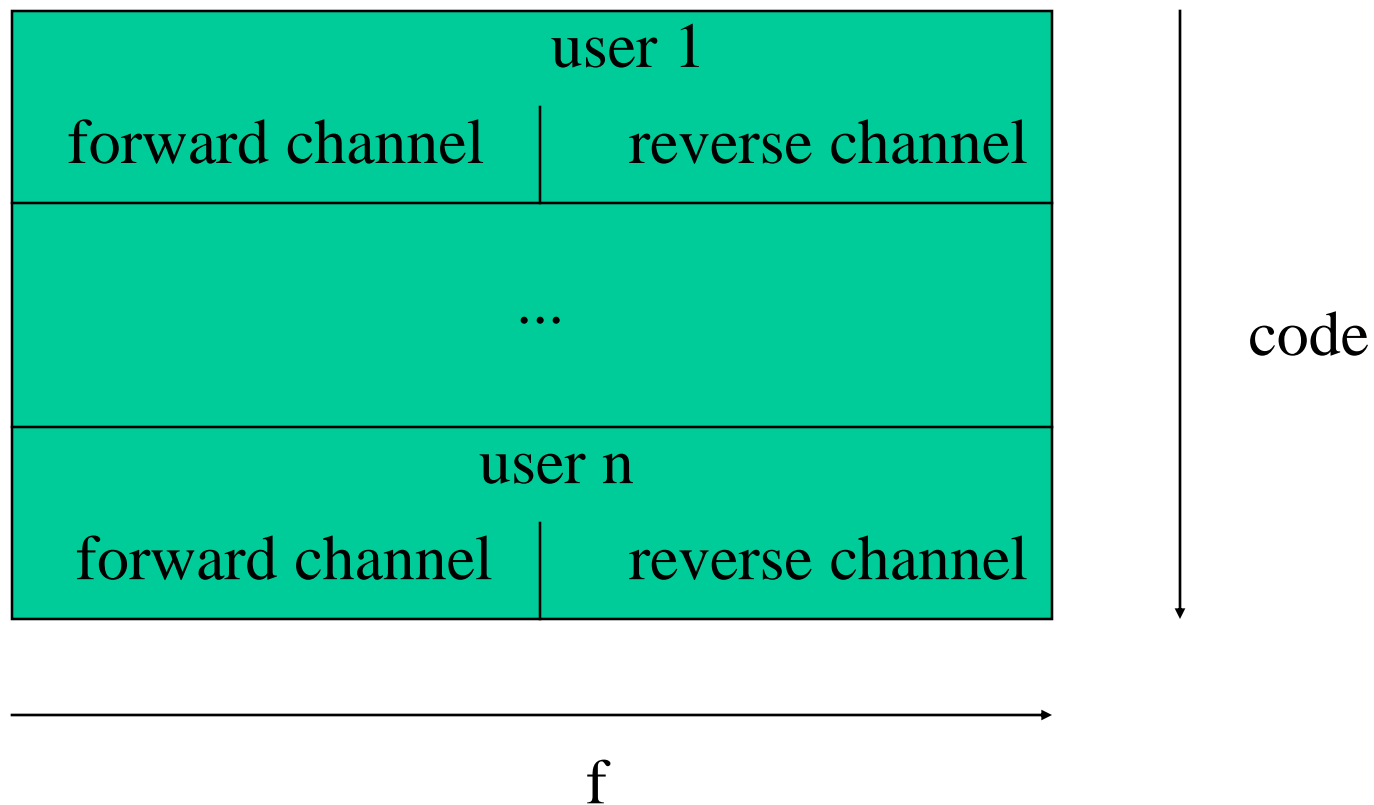 user 1
forward channel reverse channel
...
code
user n
forward channel reverse channel
f